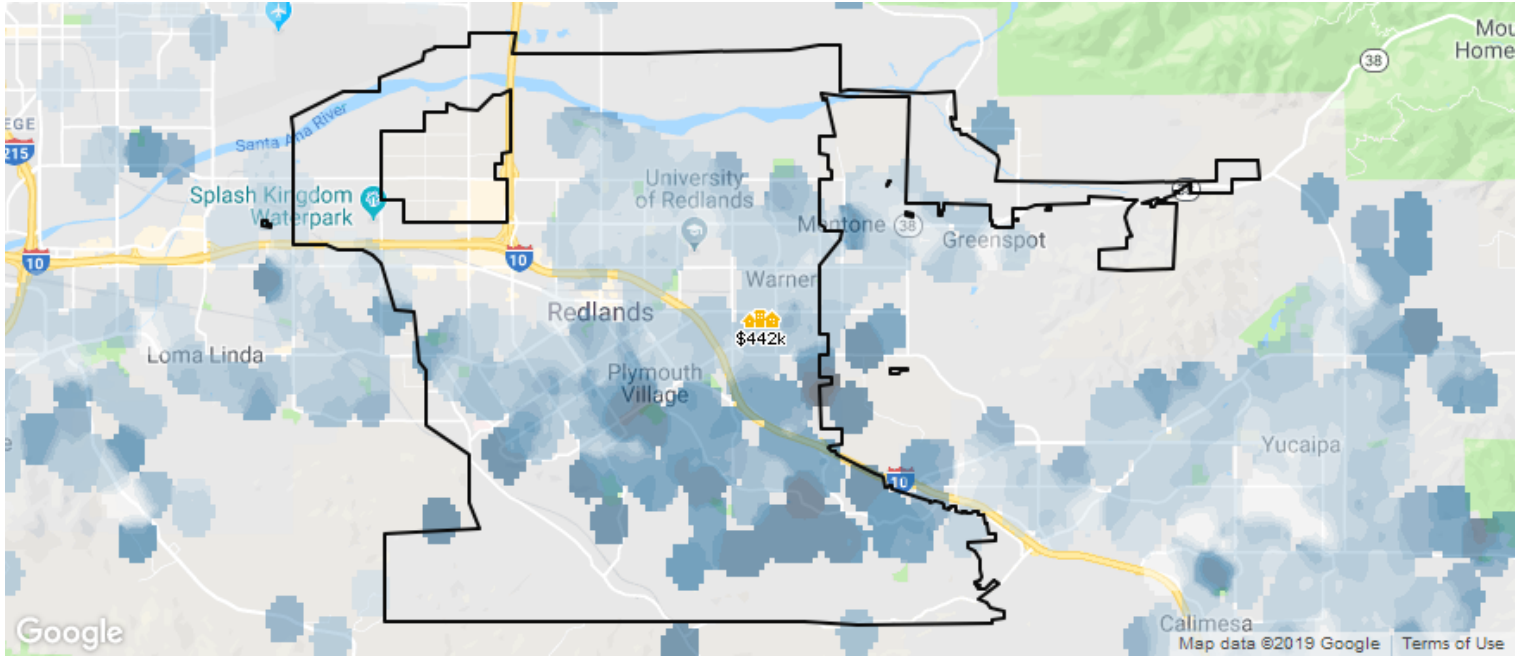 Mou
Home
38
EGE
215
Santa Ana River
Splash Kingdom
Waterpark
University
of Redlands
Mentone
38
Greenspot
10
10
Warner
Redlands
$442k
Loma Linda
Plymouth
Village
Yucaipa
10
Calimesa
Google
Map data ©2019 Google
Terms of Use